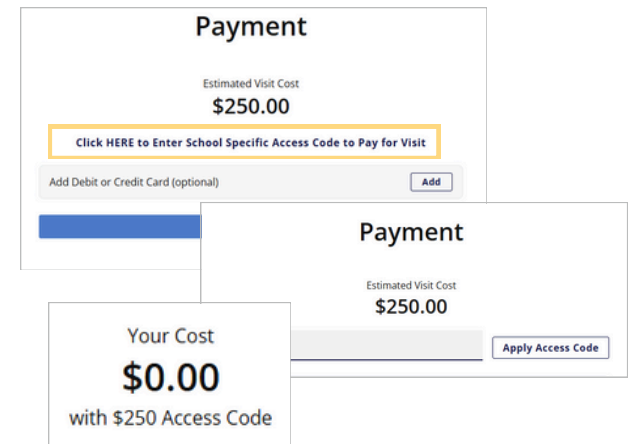 Payment
Estimated Visit Cost
$250.00
Click HERE to Enter School Specific Access Code to Pay for Visit
Add Debit or Credit Card (optional)
Add
Payment
Estimated Visit Cost
$250.00
Apply Access Code
Your Cost
$0.00
with $250 Access Code